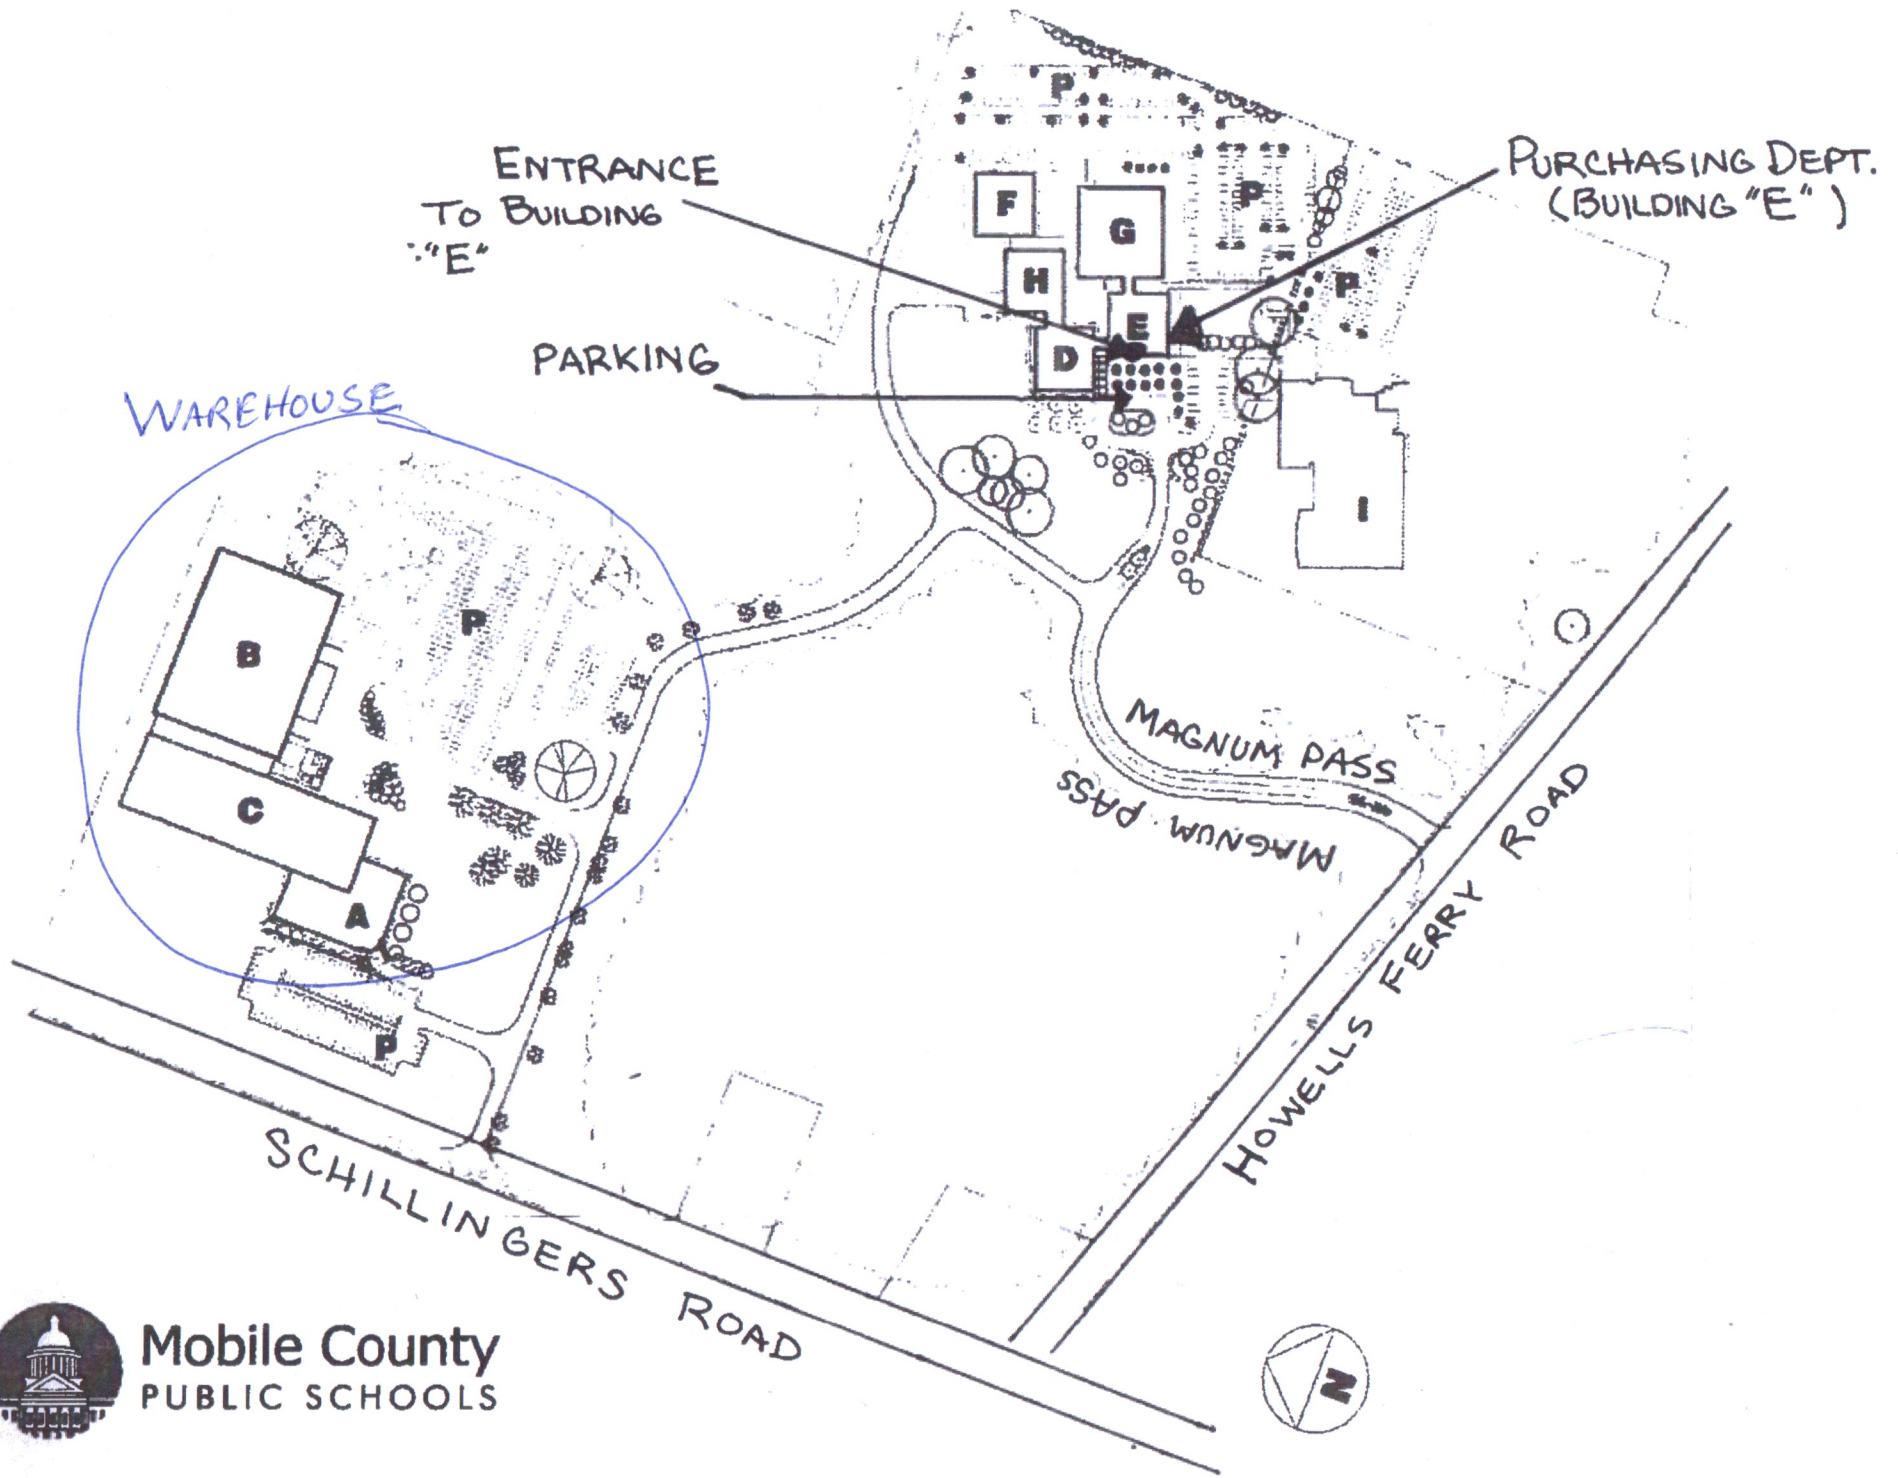 P
ENTRANCE
TO BUILDING
"E"
PURCHASING DEPT.
(BUILDING "E")
P
F
G
H
P
E
D
PARKING
WAREHOUSE
I
P
B
MAGNUM PASS
MAGNUM PASS
C
A
P
HOWELLS FERRY ROAD
SCHILLINGERS ROAD
Mobile County
PUBLIC SCHOOLS
N